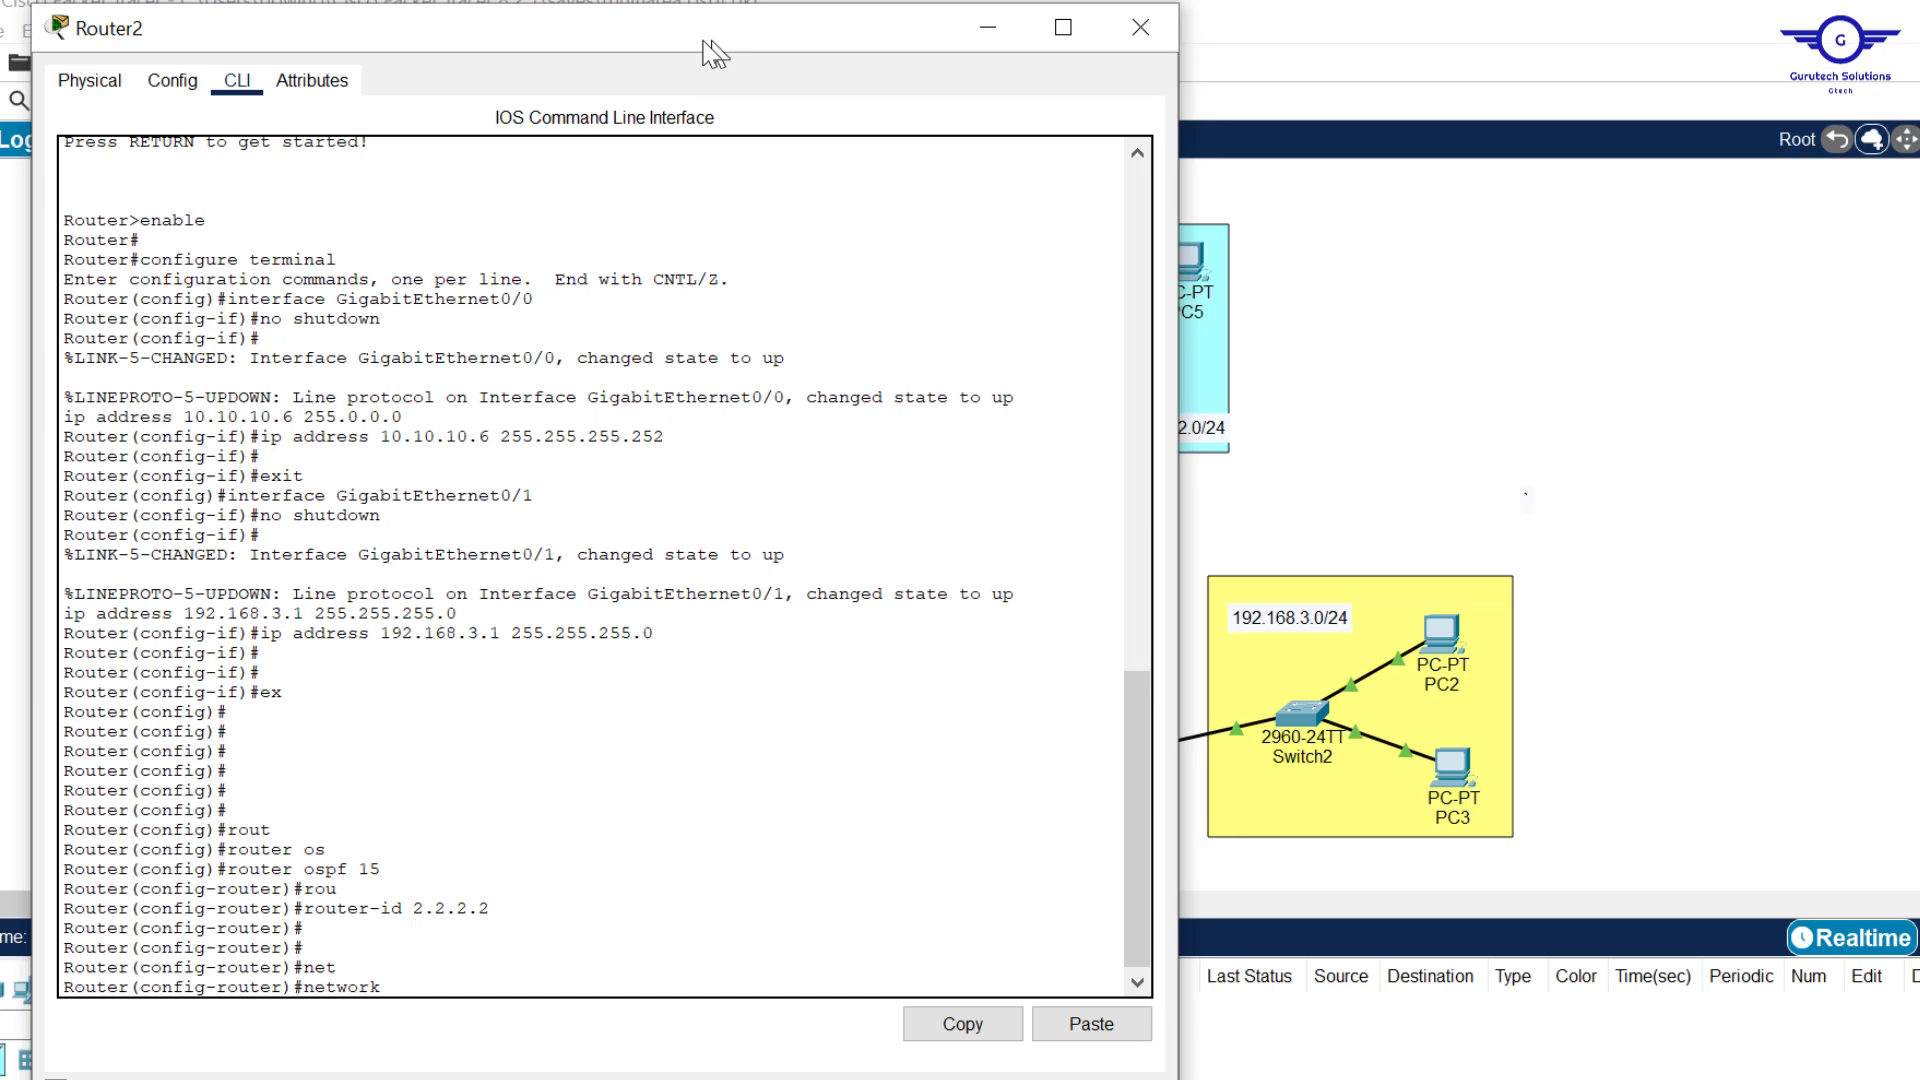 Router2
Physical Config CLI Attributes
IOS Command Line Interface
Press RETURN to get started!
Router>enable
Router#
Router#configure terminal
Enter configuration commands, one per line.  End with CNTL/Z.
Router(config)#interface GigabitEthernet0/0
Router(config-if)#no shutdown
Router(config-if)#
%LINK-5-CHANGED: Interface GigabitEthernet0/0, changed state to up
%LINEPROTO-5-UPDOWN: Line protocol on Interface GigabitEthernet0/0, changed state to up
ip address 10.10.10.6 255.0.0.0
Router(config-if)#ip address 10.10.10.6 255.255.255.252
Router(config-if)#
Router(config-if)#exit
Router(config)#interface GigabitEthernet0/1
Router(config-if)#no shutdown
Router(config-if)#
%LINK-5-CHANGED: Interface GigabitEthernet0/1, changed state to up
%LINEPROTO-5-UPDOWN: Line protocol on Interface GigabitEthernet0/1, changed state to up
ip address 192.168.3.1 255.255.255.0
Router(config-if)#ip address 192.168.3.1 255.255.255.0
Router(config-if)#
Router(config-if)#
Router(config-if)#ex
Router(config)#
Router(config)#
Router(config)#
Router(config)#
Router(config)#
Router(config)#
Router(config)#rout
Router(config)#router os
Router(config)#router ospf 15
Router(config-router)#rou
Router(config-router)#router-id 2.2.2.2
Router(config-router)#
Router(config-router)#
Router(config-router)#net
Router(config-router)#network
Copy Paste
Log
me:
G
Gurutech Solutions
Gtech
Root
C-PT
PC5
2.0/24
192.168.3.0/24
PC-PT
PC2
2960-24TT
Switch2
PC-PT
PC3
Realtime
Last Status Source Destination Type Color Time(sec) Periodic Num Edit